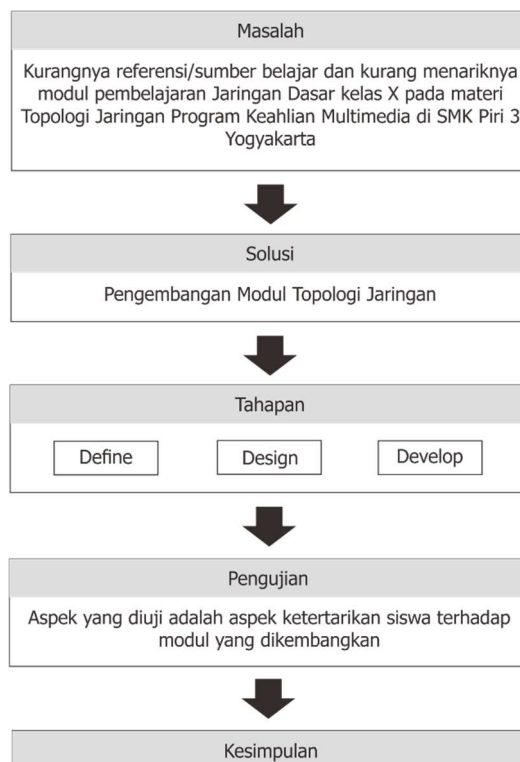 Masalah
Kurangnya referensi/sumber belajar dan kurang menariknya
modul pembelajaran Jaringan Dasar kelas X pada materi
Topologi Jaringan Program Keahlian Multimedia di SMK Piri 3
Yogyakarta
Solusi
Pengembangan Modul Topologi Jaringan
Tahapan
Define Design Develop
Pengujian
Aspek yang diuji adalah aspek ketertarikan siswa terhadap
modul yang dikembangkan
Kesimpulan